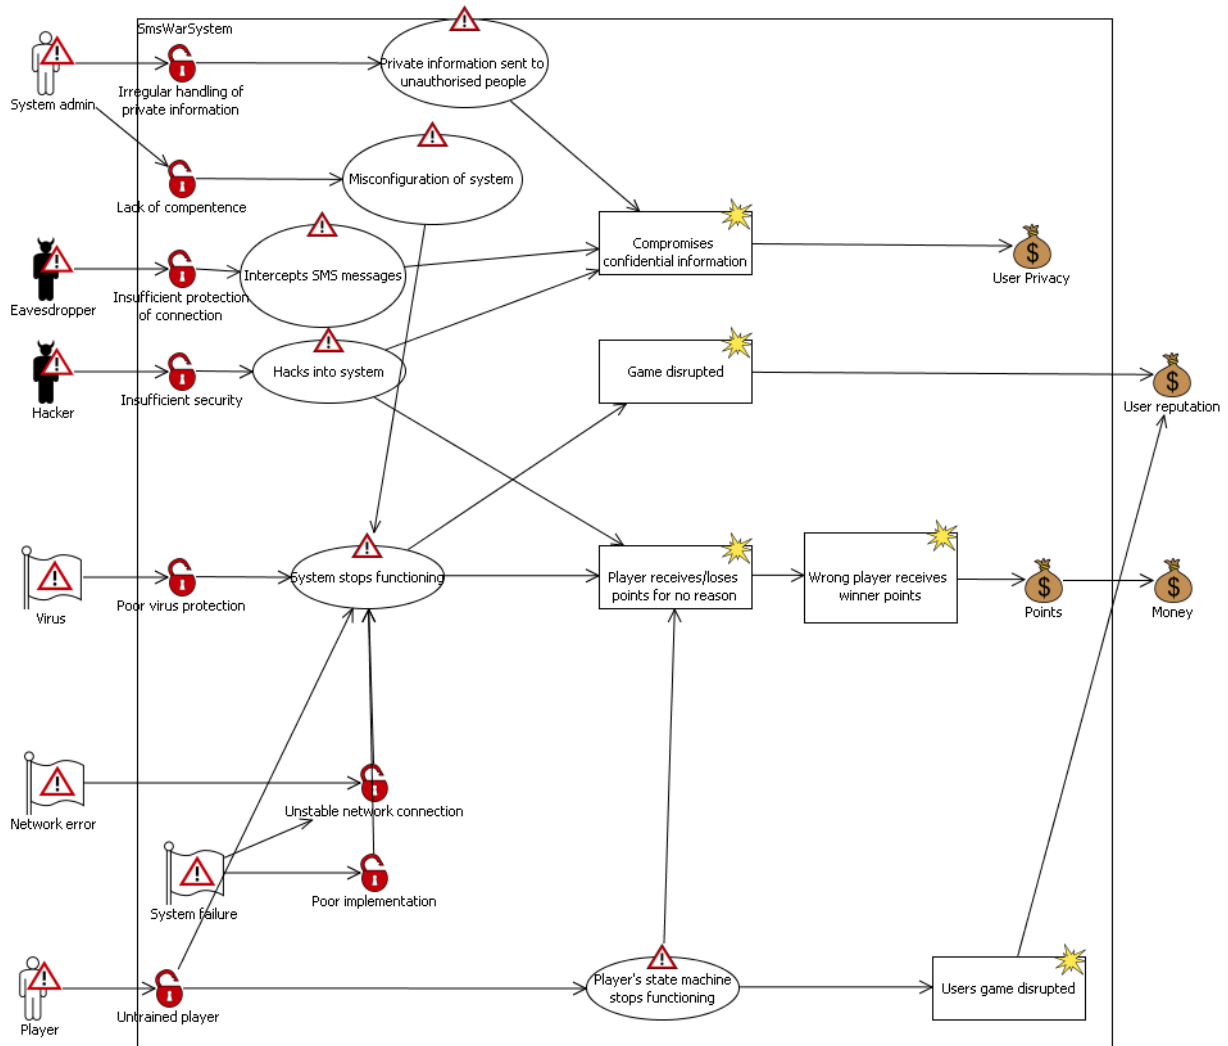 SmsWarSystem
System admin
Irregular handling of
private information
Private information sent to
unauthorised people
Lack of compentence
Misconfiguration of system
Eavesdropper
Insufficient protection
of connection
Intercepts SMS messages
Compromises
confidential information
User Privacy
Hacker
Insufficient security
Hacks into system
Game disrupted
User reputation
Virus
Poor virus protection
System stops functioning
Player receives/loses
points for no reason
Wrong player receives
winner points
Points
Money
Network error
Unstable network connection
System failure
Poor implementation
Player
Untrained player
Player's state machine
stops functioning
Users game disrupted